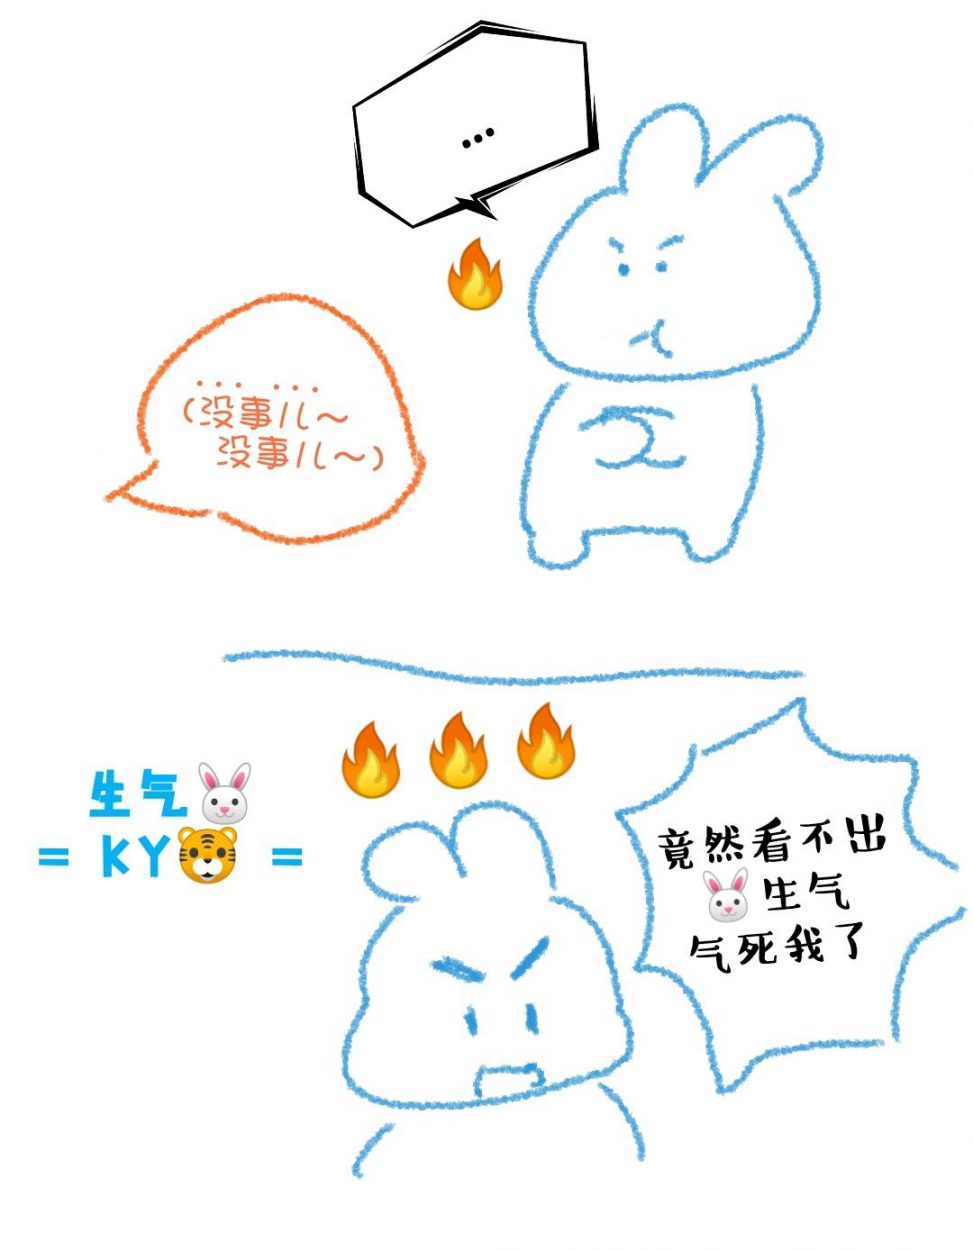 ...
... ...
(没事儿～
没事儿～)
生气🐰
= KY🐯 =
竟然看不出
🐰生气
气死我了